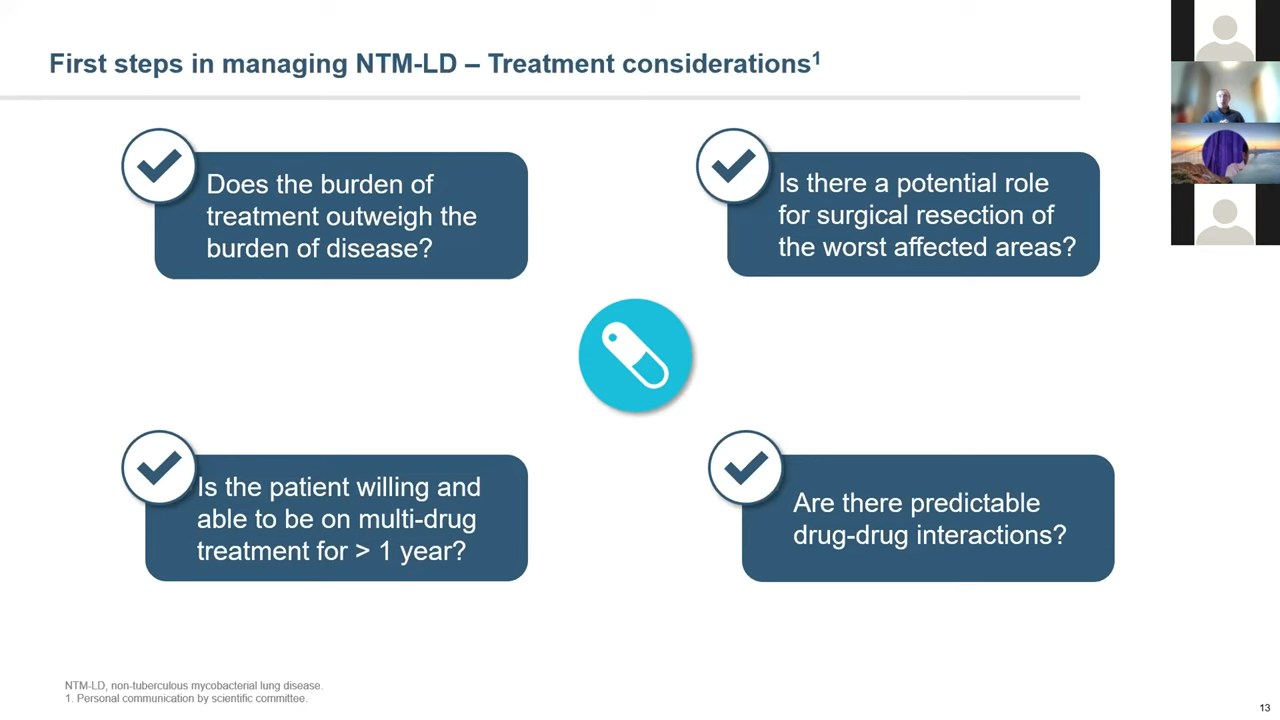 First steps in managing NTM-LD – Treatment considerations¹
Does the burden of
treatment outweigh the
burden of disease?
Is there a potential role
for surgical resection of
the worst affected areas?
Is the patient willing and
able to be on multi-drug
treatment for > 1 year?
Are there predictable
drug-drug interactions?
NTM-LD, non-tuberculous mycobacterial lung disease.
1. Personal communication by scientific committee.
13